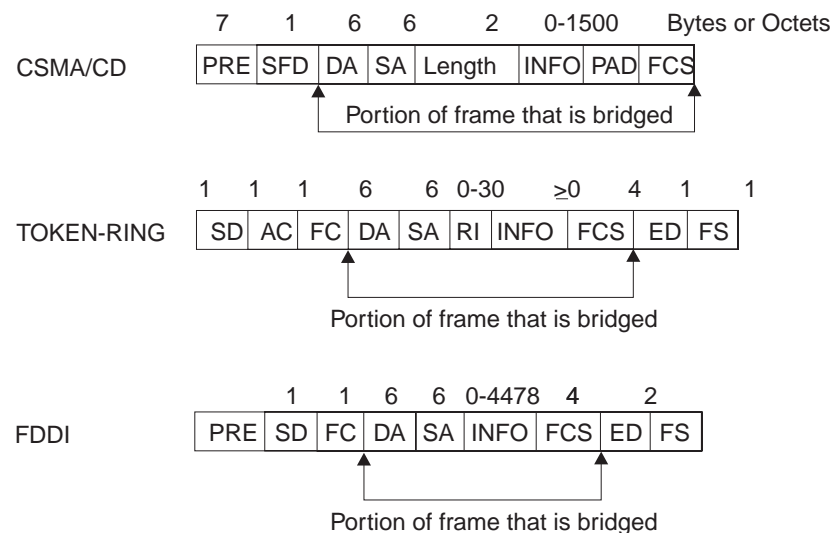 7 1 6 6 2 0-1500 Bytes or Octets
CSMA/CD PRE SFD DA SA Length INFO PAD FCS
Portion of frame that is bridged
1 1 1 6 6 0-30 ≥0 4 1 1
TOKEN-RING SD AC FC DA SA RI INFO FCS ED FS
Portion of frame that is bridged
1 1 6 6 0-4478 4 2
FDDI PRE SD FC DA SA INFO FCS ED FS
Portion of frame that is bridged